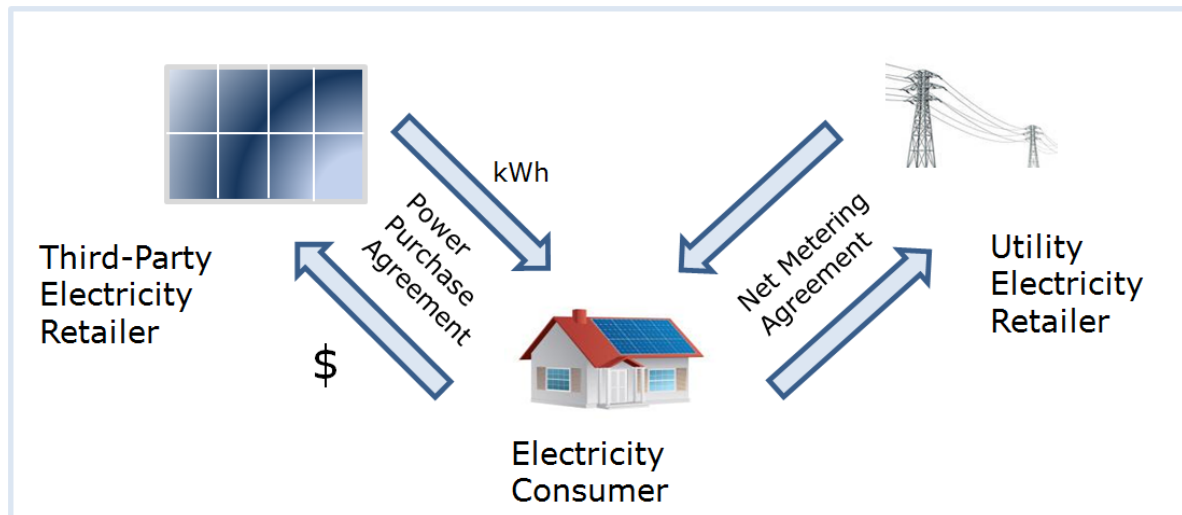 kWh
Power
Purchase
Agreement
Net Metering
Agreement
Third-Party
Electricity
Retailer
Utility
Electricity
Retailer
$
Electricity
Consumer